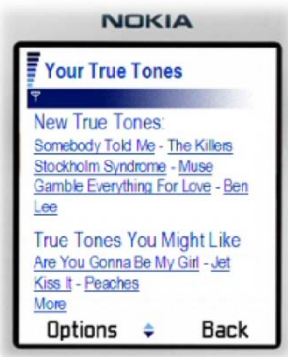 NOKIA
Your True Tones
New True Tones:
Somebody Told Me - The Killers
Stockholm Syndrome - Muse
Gamble Everything For Love - Ben
Lee
True Tones You Might Like
Are You Gonna Be My Girl - Jet
Kiss It - Peaches
More
Options Back